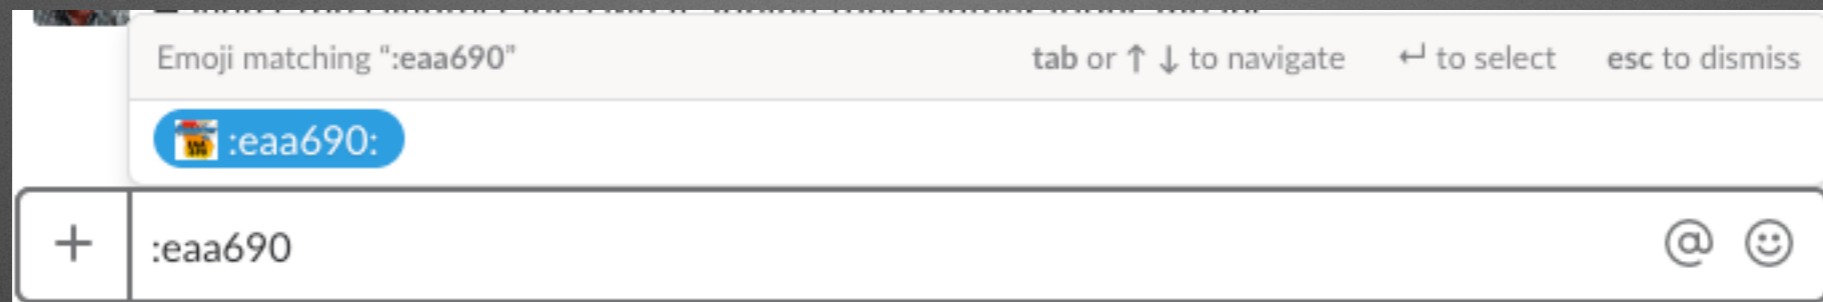 Emoji matching “:eaa690” tab or ↑ ↓ to navigate ↵ to select esc to dismiss
:eaa690:
+ :eaa690 @